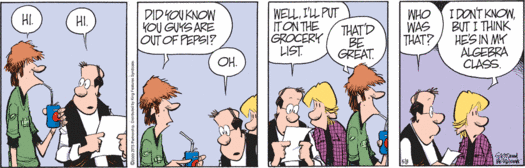 HI.
HI.
DID YOU KNOW
YOU GUYS ARE
OUT OF PEPSI?
OH.
WELL, I'LL PUT
IT ON THE
GROCERY
LIST.
THAT'D
BE
GREAT.
WHO
WAS
THAT?
I DON'T KNOW,
BUT I THINK
HE'S IN MY
ALGEBRA
CLASS.